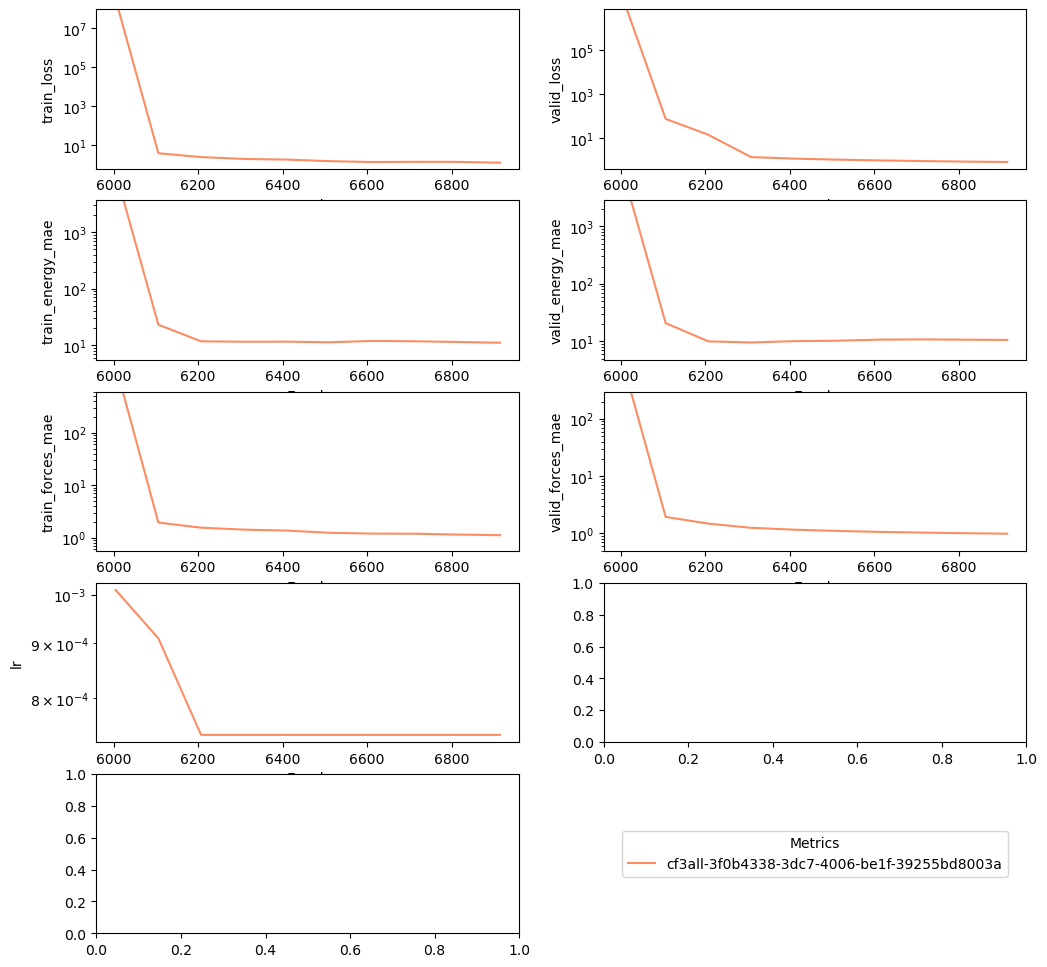 train_loss
10^7
10^5
10^3
10^1
6000 6200 6400 6600 6800
valid_loss
10^5
10^3
10^1
6000 6200 6400 6600 6800
train_energy_mae
10^3
10^2
10^1
6000 6200 6400 6600 6800
valid_energy_mae
10^3
10^2
10^1
6000 6200 6400 6600 6800
train_forces_mae
10^2
10^1
10^0
6000 6200 6400 6600 6800
valid_forces_mae
10^2
10^1
10^0
6000 6200 6400 6600 6800
lr
10^−3
9 × 10^−4
8 × 10^−4
6000 6200 6400 6600 6800
1.0
0.8
0.6
0.4
0.2
0.0
0.0 0.2 0.4 0.6 0.8 1.0
1.0
0.8
0.6
0.4
0.2
0.0
0.0 0.2 0.4 0.6 0.8 1.0
Metrics
cf3all-3f0b4338-3dc7-4006-be1f-39255bd8003a